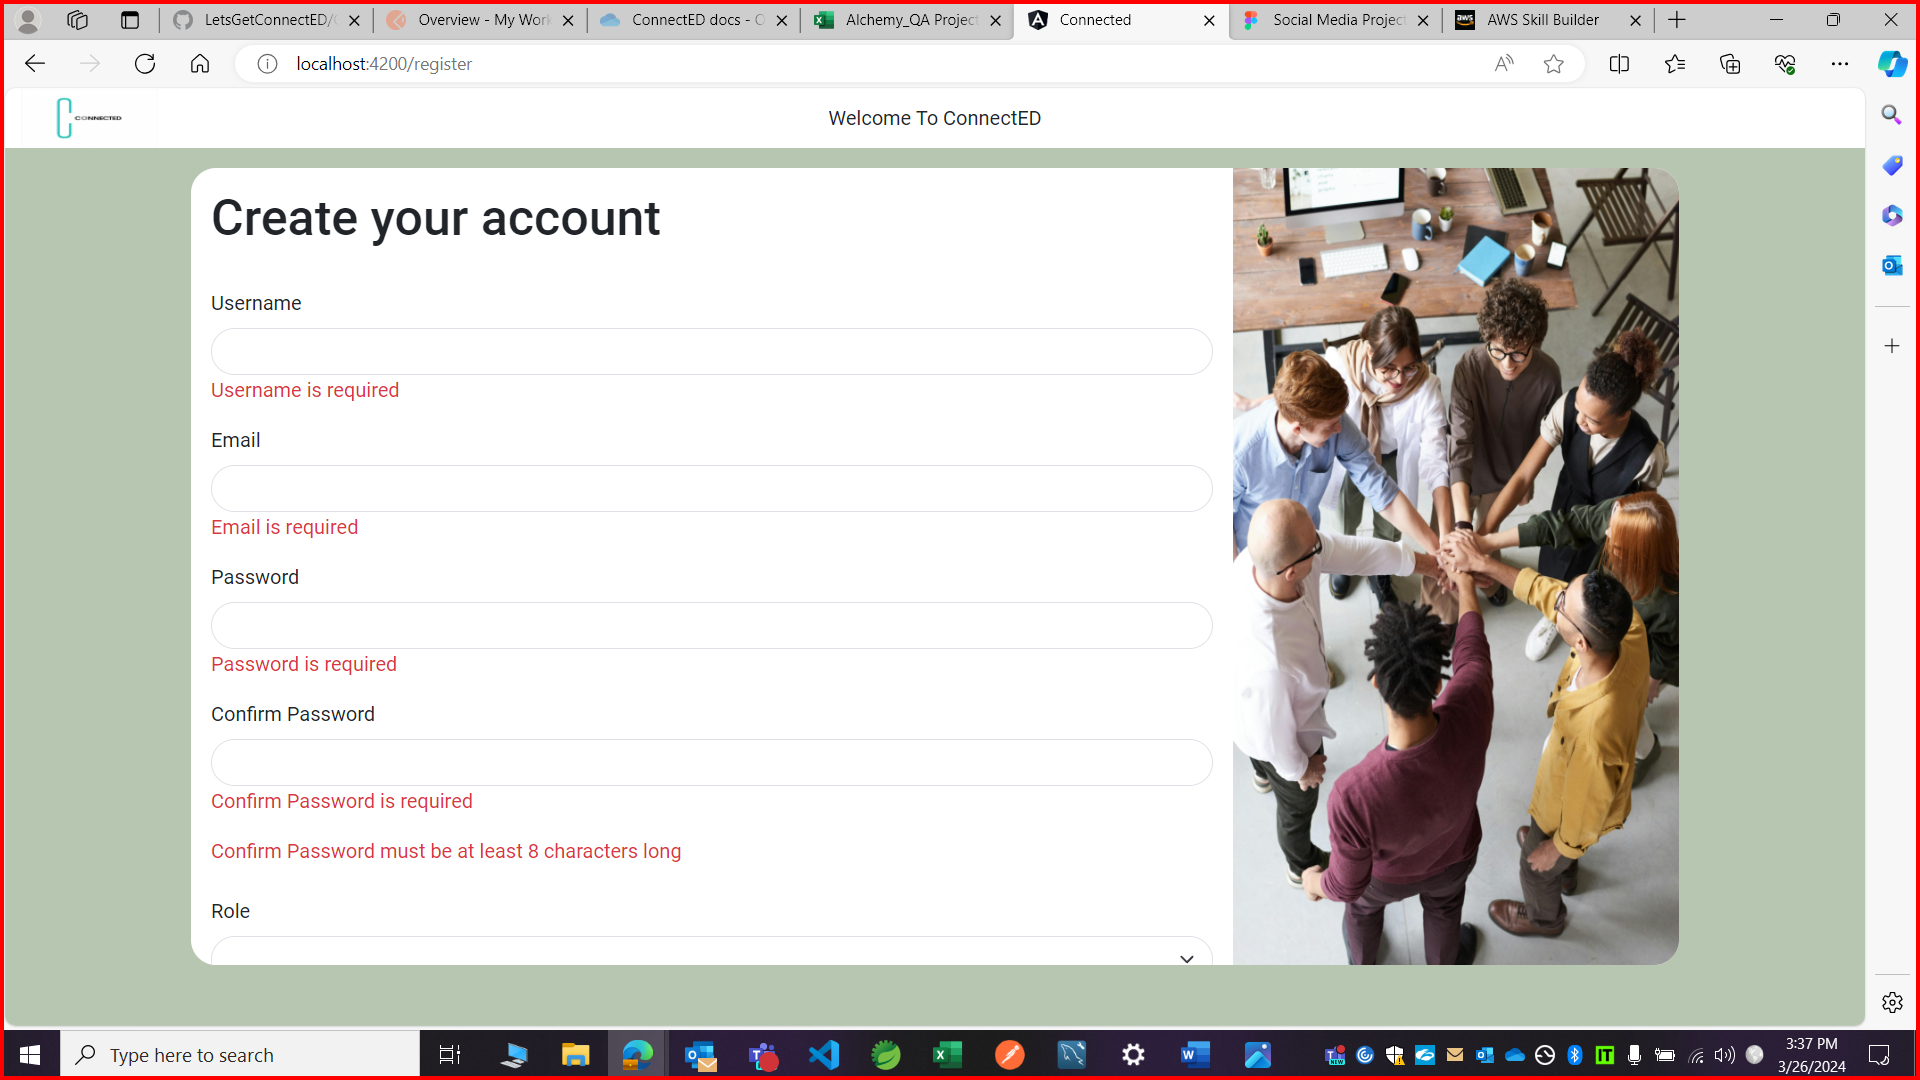 LetsGetConnectED/
Overview - My Work
ConnectED docs - O
Alchemy_QA Project
Connected
Social Media Project
aws
AWS Skill Builder
localhost:4200/register
CONNECTED
Welcome To ConnectED
Create your account
Username
Username is required
Email
Email is required
Password
Password is required
Confirm Password
Confirm Password is required
Confirm Password must be at least 8 characters long
Role
Type here to search
3:37 PM
3/26/2024